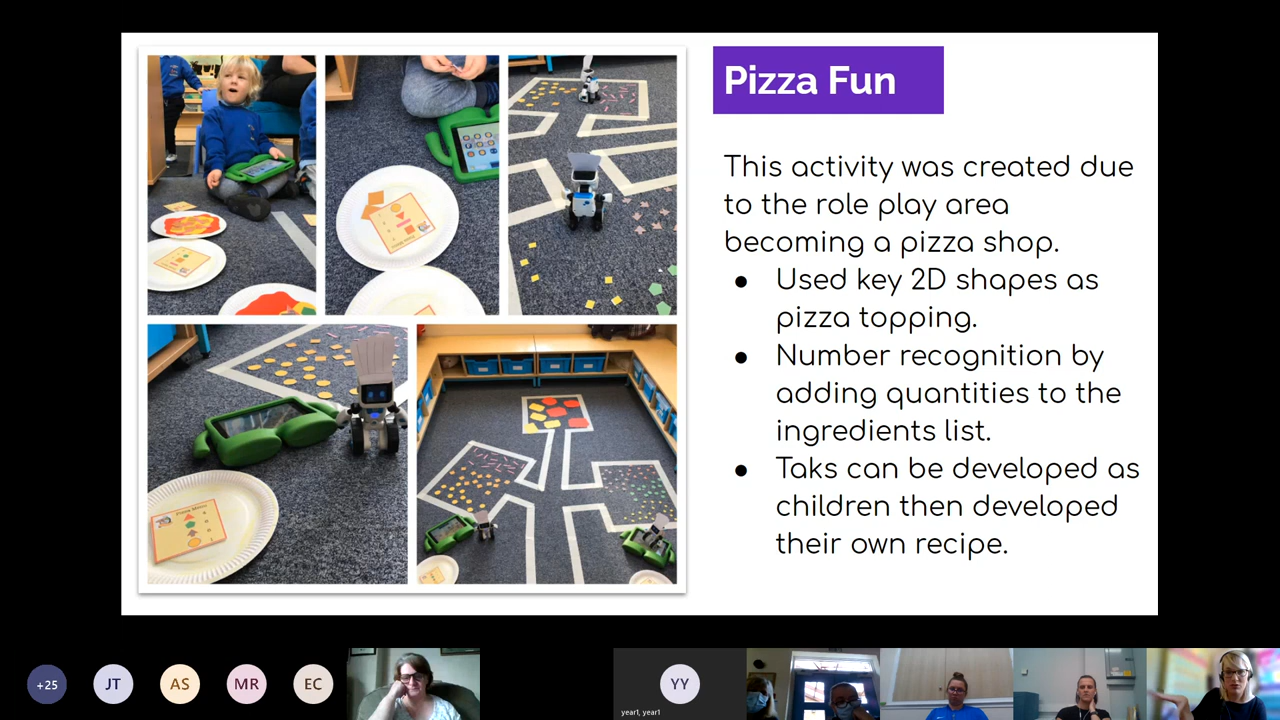 Pizza Fun
This activity was created due
to the role play area
becoming a pizza shop.
● Used key 2D shapes as
pizza topping.
● Number recognition by
adding quantities to the
ingredients list.
● Taks can be developed as
children then developed
their own recipe.
+25
JT
AS
MR
EC
YY
year1, year1